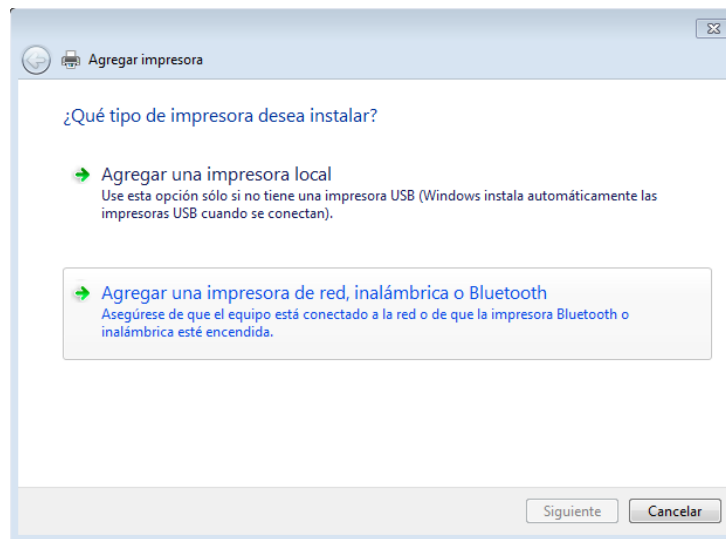 Agregar impresora
¿Qué tipo de impresora desea instalar?
Agregar una impresora local
Use esta opción sólo si no tiene una impresora USB (Windows instala automáticamente las
impresoras USB cuando se conectan).
Agregar una impresora de red, inalámbrica o Bluetooth
Asegúrese de que el equipo está conectado a la red o de que la impresora Bluetooth o
inalámbrica esté encendida.
Siguiente
Cancelar